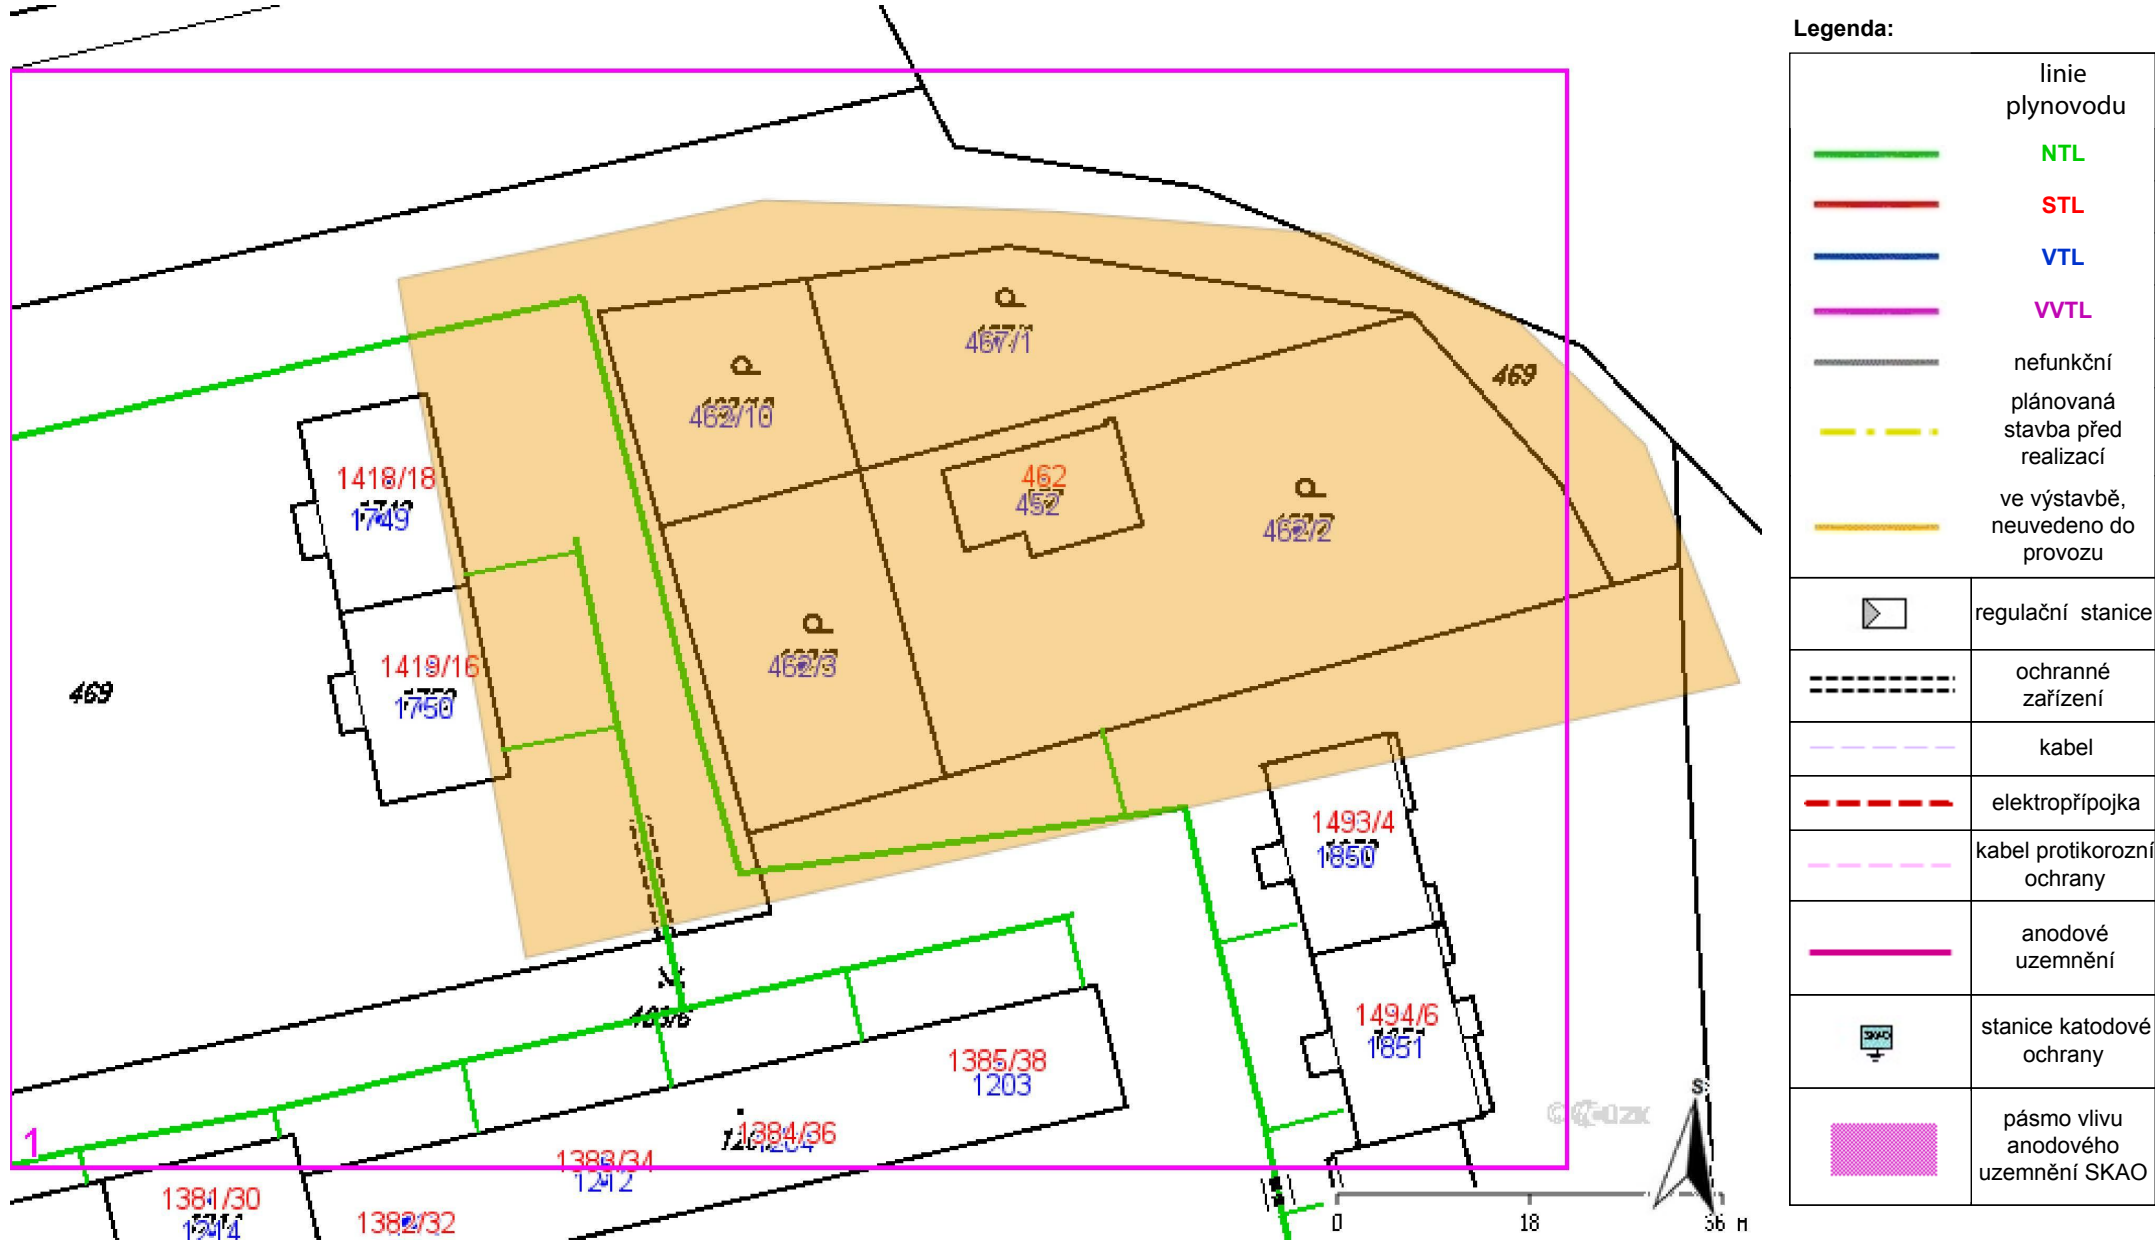 Legenda:
linie
plynovodu
NTL
STL
VTL
VVTL
nefunkční
plánovaná
stavba před
realizací
ve výstavbě,
neuvedeno do
provozu
regulační stanice
ochranné
zařízení
kabel
elektropřípojka
kabel protikorozní
ochrany
anodové
uzemnění
SKAO
stanice katodové
ochrany
pásmo vlivu
anodového
uzemnění SKAO
467/1
462/10
469
1418/18
1749
462
452
462/2
1419/16
1750
462/3
469
1493/4
1850
1494/6
1851
1385/38
1203
1384/36
1383/34
1212
1381/30
1214
1382/32
1
S
0 18 36 M